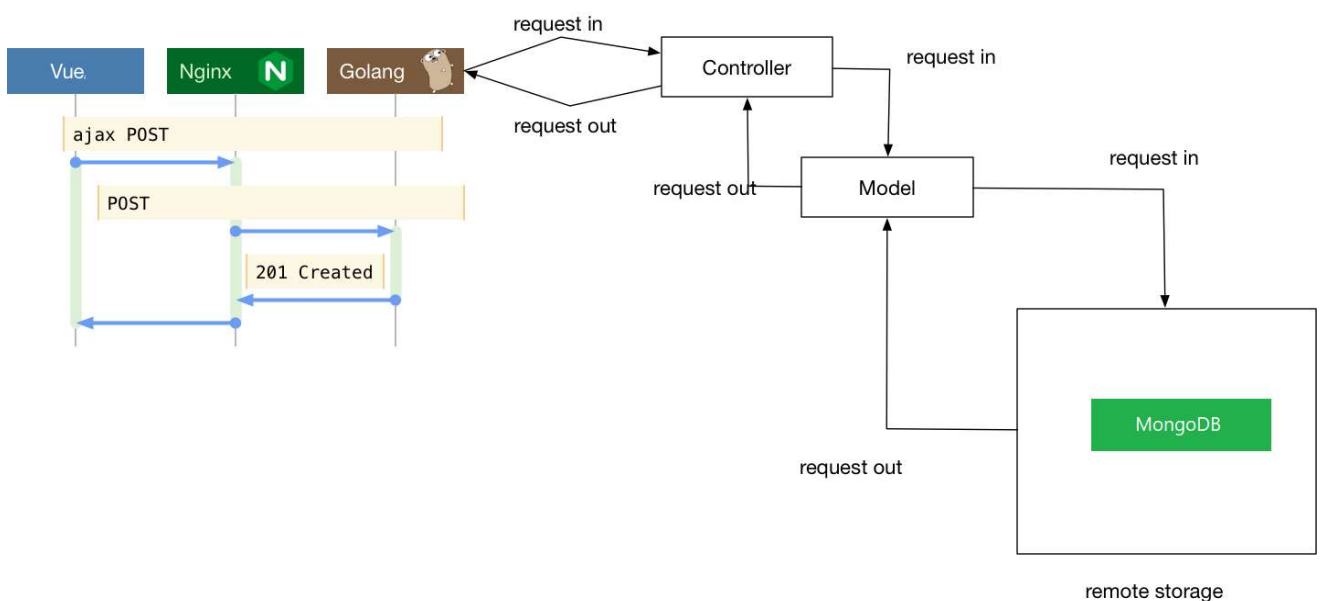 request in
Vue
Nginx
N
Golang
Controller
request in
request out
ajax POST
request in
POST
request out
Model
201 Created
MongoDB
request out
remote storage